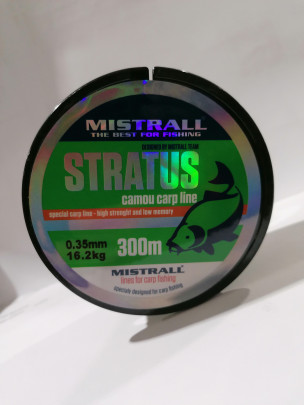 MISTRALL
THE BEST FOR FISHING
DESIGNED BY MISTRALL TEAM
STRATUS
camou carp line
special carp line - high strenght and low memory
0.35mm
16.2kg
300m
MISTRALL
lines for carp fishing
specially designed for carp fishing